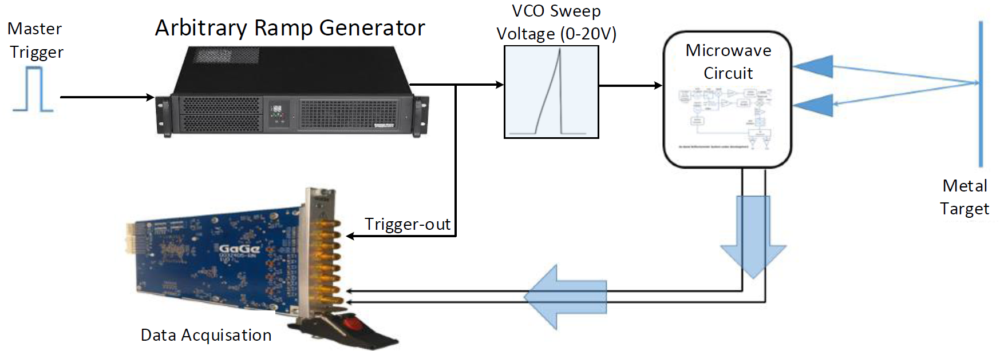 Master
Trigger
Arbitrary Ramp Generator
VCO Sweep
Voltage (0-20V)
Microwave
Circuit
Trigger-out
GaGe
Metal
Target
Data Acquisation